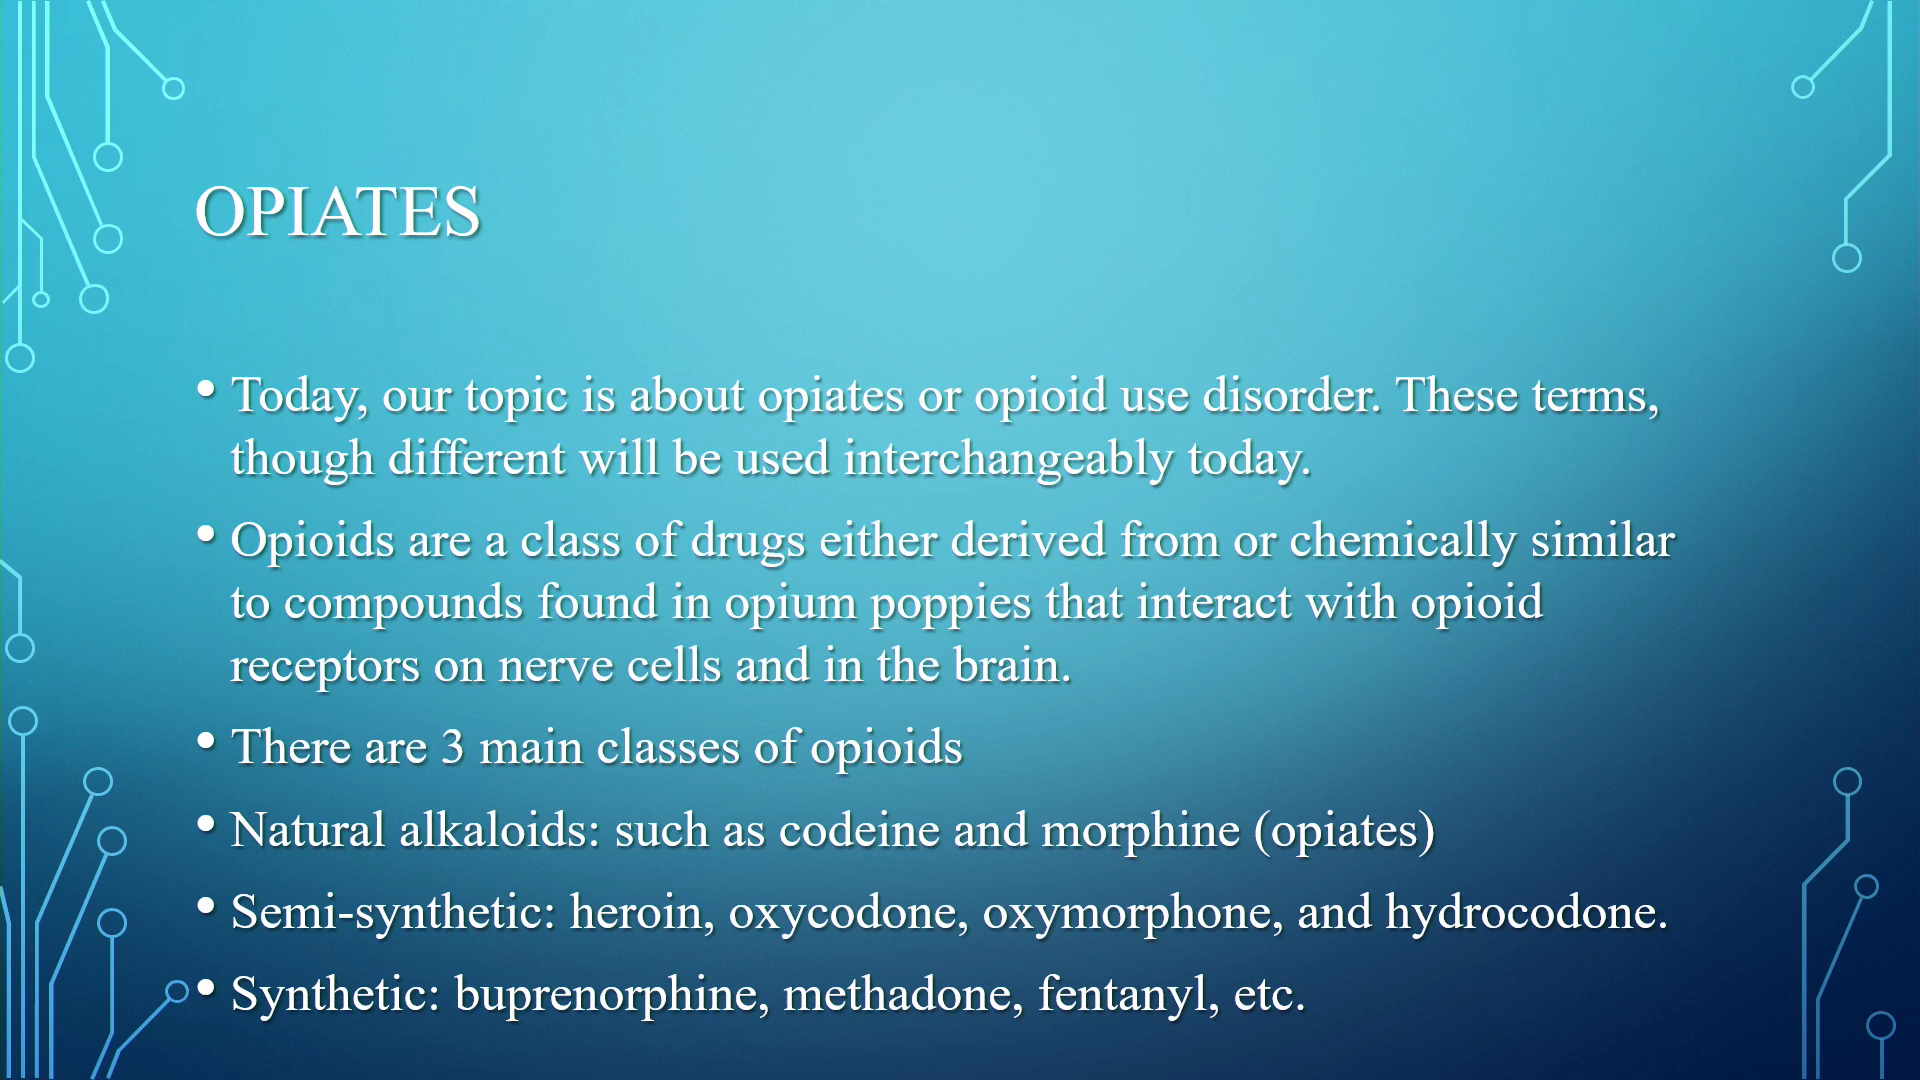 OPIATES
• Today, our topic is about opiates or opioid use disorder. These terms,
though different will be used interchangeably today.
• Opioids are a class of drugs either derived from or chemically similar
to compounds found in opium poppies that interact with opioid
receptors on nerve cells and in the brain.
• There are 3 main classes of opioids
• Natural alkaloids: such as codeine and morphine (opiates)
• Semi-synthetic: heroin, oxycodone, oxymorphone, and hydrocodone.
• Synthetic: buprenorphine, methadone, fentanyl, etc.